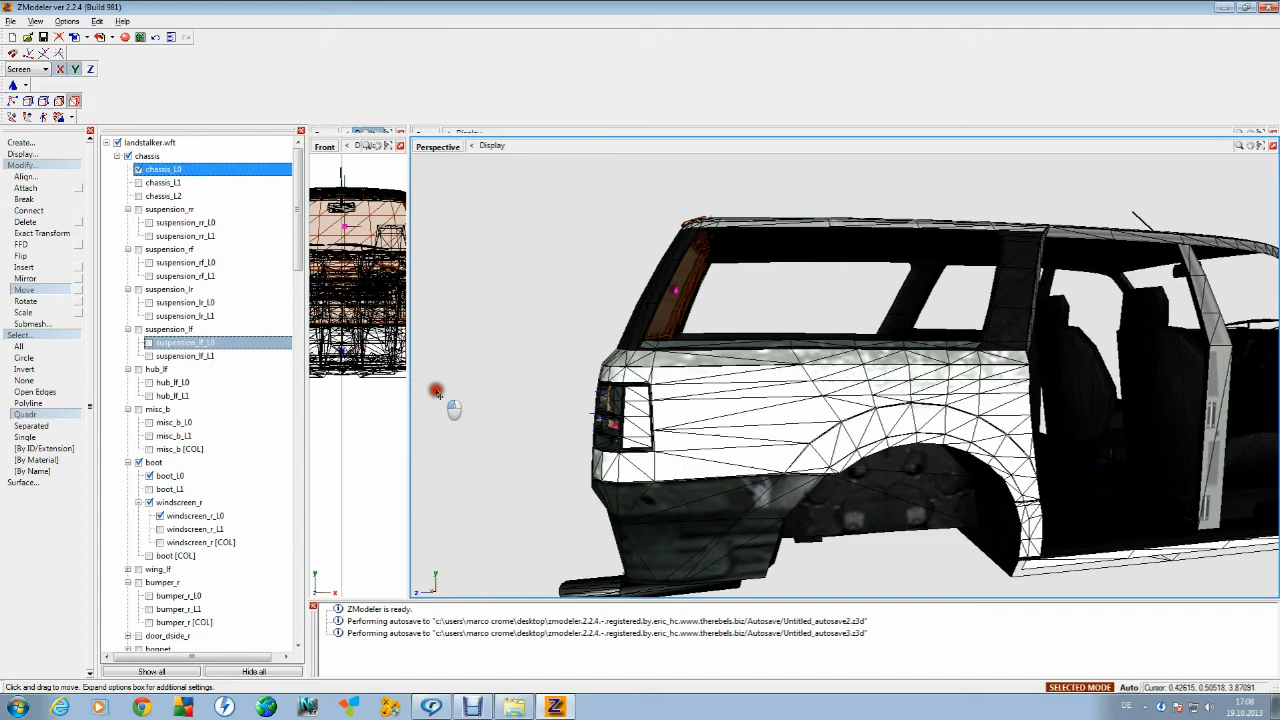 ZModeler ver 2.2.4 (Build 981)
File View Options Edit Help
Screen X Y Z
Create...
Display...
Modify...
Align...
Attach
Break
Connect
Delete
Exact Transform
FFD
Flip
Insert
Mirror
Move
Rotate
Scale
Submesh...
Select...
All
Circle
Invert
None
Open Edges
Polyline
Quadr
Separated
Single
[By ID/Extension]
[By Material]
[By Name]
Surface...
landstalker.wft
chassis
chassis_L0
chassis_L1
chassis_L2
suspension_rr
suspension_rr_L0
suspension_rr_L1
suspension_rf
suspension_rf_L0
suspension_rf_L1
suspension_lr
suspension_lr_L0
suspension_lr_L1
suspension_lf
suspension_lf_L0
suspension_lf_L1
hub_lf
hub_lf_L0
hub_lf_L1
misc_b
misc_b_L0
misc_b_L1
misc_b [COL]
boot
boot_L0
boot_L1
windscreen_r
windscreen_r_L0
windscreen_r_L1
windscreen_r [COL]
boot [COL]
wing_lf
bumper_r
bumper_r_L0
bumper_r_L1
bumper_r [COL]
door_dside_r
bonnet
Show all Hide all
Front <
Perspective < Display
ZModeler is ready.
Performing autosave to "c:\users\marco crome\desktop\zmodeler.2.2.4.-.registered.by.eric_hc.www.therebels.biz/Autosave/Untitled_autosave2.z3d"
Performing autosave to "c:\users\marco crome\desktop\zmodeler.2.2.4.-.registered.by.eric_hc.www.therebels.biz/Autosave/Untitled_autosave3.z3d"
Click and drag to move. Expand options box for additional settings.
SELECTED MODE Auto Cursor: 0.42615, 0.50518, 3.87091
DE 17:08
19.10.2013